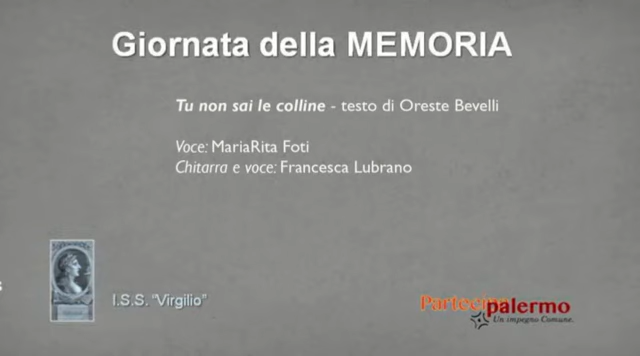 Giornata della MEMORIA
Tu non sai le colline - testo di Oreste Bevelli
Voce: MariaRita Foti
Chitarra e voce: Francesca Lubrano
s
I.S.S. "Virgilio"
palermo
Un impegno Comune.